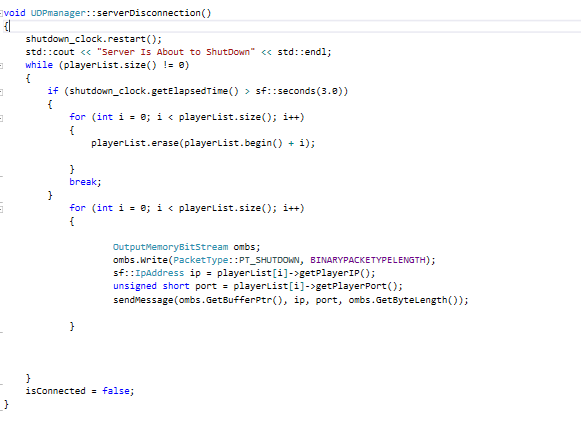 void UDPmanager::serverDisconnection()
{
shutdown_clock.restart();
std::cout << "Server Is About to ShutDown" << std::endl;
while (playerList.size() != 0)
{
if (shutdown_clock.getElapsedTime() > sf::seconds(3.0))
{
for (int i = 0; i < playerList.size(); i++)
{
playerList.erase(playerList.begin() + i);
}
break;
}
for (int i = 0; i < playerList.size(); i++)
{
OutputMemoryBitStream ombs;
ombs.Write(PacketType::PT_SHUTDOWN, BINARYPACKETYPELENGTH);
sf::IpAddress ip = playerList[i]->getPlayerIP();
unsigned short port = playerList[i]->getPlayerPort();
sendMessage(ombs.GetBufferPtr(), ip, port, ombs.GetByteLength());
}
}
isConnected = false;
}